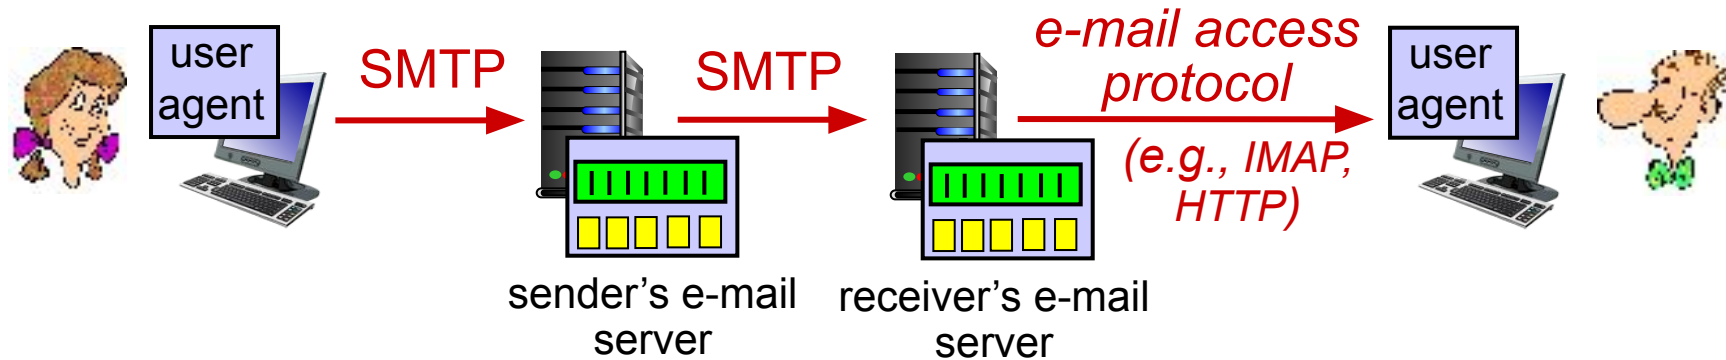 user
agent
SMTP
SMTP
e-mail access
protocol
(e.g., IMAP,
HTTP)
user
agent
sender’s e-mail
server
receiver’s e-mail
server